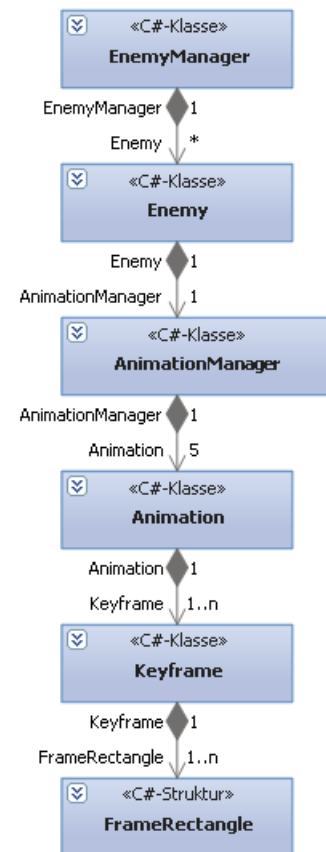 «C#-Klasse»
EnemyManager
EnemyManager 1
Enemy *
«C#-Klasse»
Enemy
Enemy 1
AnimationManager 1
«C#-Klasse»
AnimationManager
AnimationManager 1
Animation 5
«C#-Klasse»
Animation
Animation 1
Keyframe 1..n
«C#-Klasse»
Keyframe
Keyframe 1
FrameRectangle 1..n
«C#-Struktur»
FrameRectangle